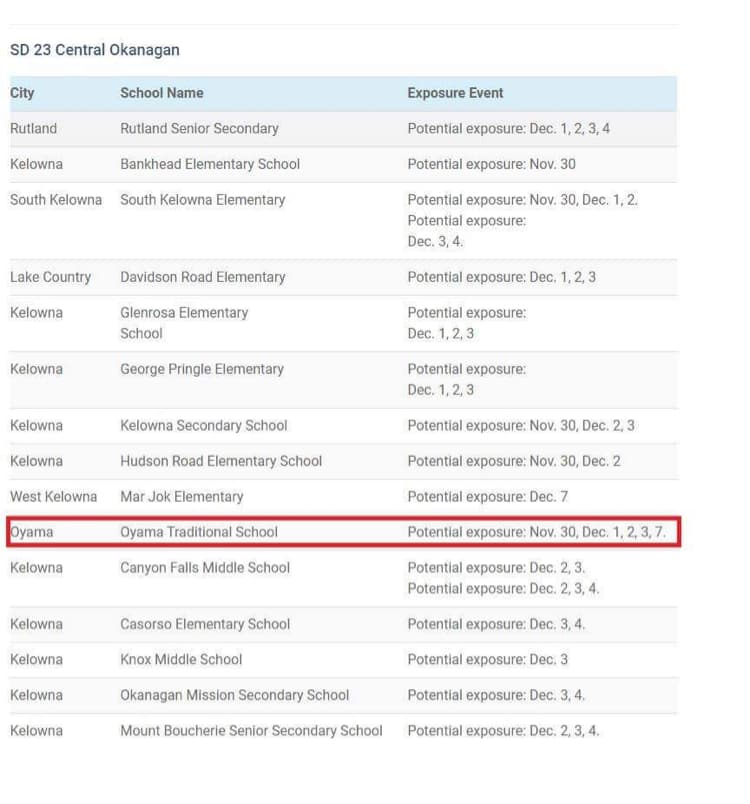 SD 23 Central Okanagan
City School Name Exposure Event
Rutland Rutland Senior Secondary Potential exposure: Dec. 1, 2, 3, 4
Kelowna Bankhead Elementary School Potential exposure: Nov. 30
South Kelowna South Kelowna Elementary Potential exposure: Nov. 30, Dec. 1, 2.
Potential exposure:
Dec. 3, 4.
Lake Country Davidson Road Elementary Potential exposure: Dec. 1, 2, 3
Kelowna Glenrosa Elementary Potential exposure:
School Dec. 1, 2, 3
Kelowna George Pringle Elementary Potential exposure:
Dec. 1, 2, 3
Kelowna Kelowna Secondary School Potential exposure: Nov. 30, Dec. 2, 3
Kelowna Hudson Road Elementary School Potential exposure: Nov. 30, Dec. 2
West Kelowna Mar Jok Elementary Potential exposure: Dec. 7
Oyama Oyama Traditional School Potential exposure: Nov. 30, Dec. 1, 2, 3, 7.
Kelowna Canyon Falls Middle School Potential exposure: Dec. 2, 3.
Potential exposure: Dec. 2, 3, 4.
Kelowna Casorso Elementary School Potential exposure: Dec. 3, 4.
Kelowna Knox Middle School Potential exposure: Dec. 3
Kelowna Okanagan Mission Secondary School Potential exposure: Dec. 3, 4.
Kelowna Mount Boucherie Senior Secondary School Potential exposure: Dec. 2, 3, 4.